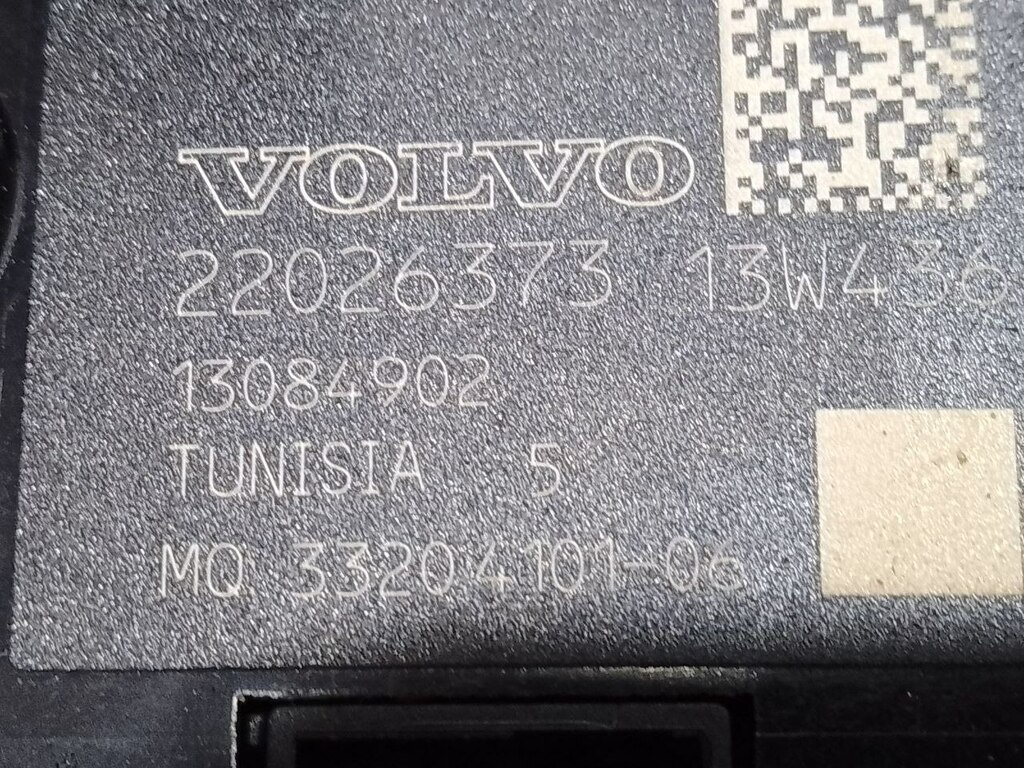 VOLVO
22026373 13W436
13084902
TUNISIA 5
MQ 33204101-06